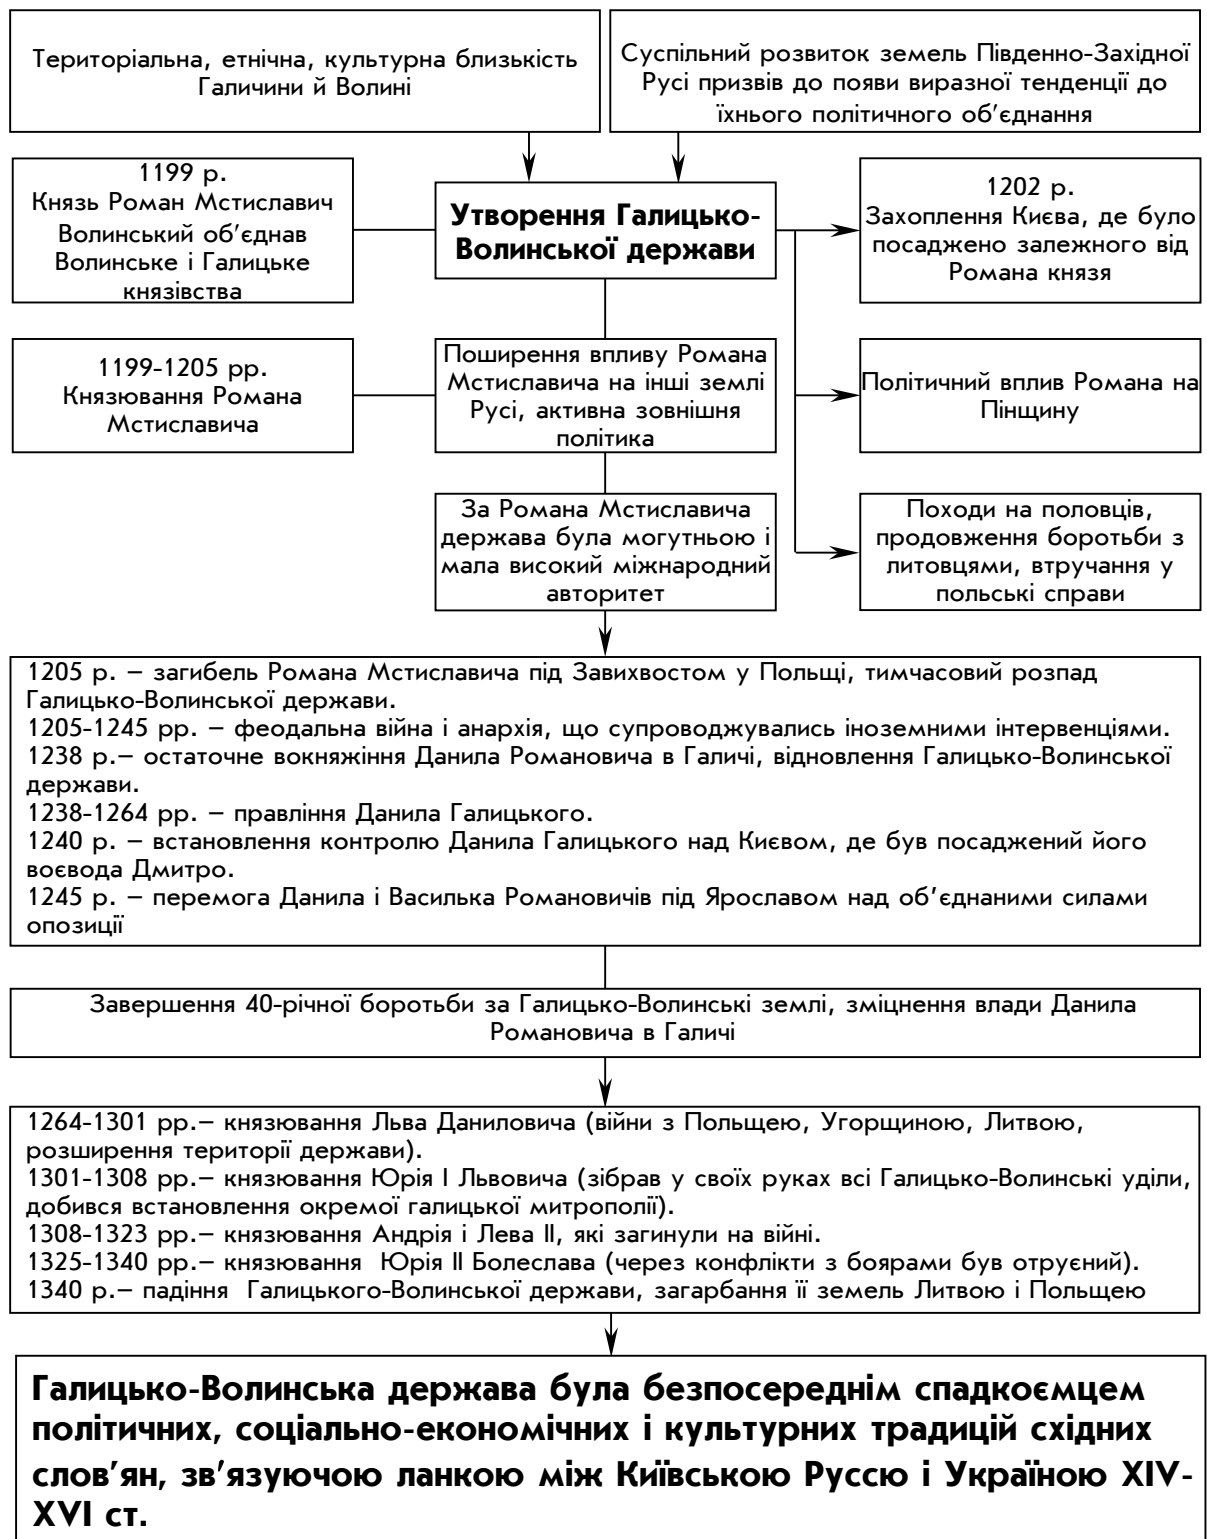 Територіальна, етнічна, культурна близькість
Галичини й Волині
Суспільний розвиток земель Південно-Західної
Русі призвів до появи виразної тенденції до
їхнього політичного об’єднання
1199 р.
Князь Роман Мстиславич
Волинський об’єднав
Волинське і Галицьке
князівства
Утворення Галицько-
Волинської держави
1202 р.
Захоплення Києва, де було
посаджено залежного від
Романа князя
1199-1205 рр.
Князювання Романа
Мстиславича
Поширення впливу Романа
Мстиславича на інші землі
Русі, активна зовнішня
політика
Політичний вплив Романа на
Пінщину
За Романа Мстиславича
держава була могутньою і
мала високий міжнародний
авторитет
Походи на половців,
продовження боротьби з
литовцями, втручання у
польські справи
1205 р. – загибель Романа Мстиславича під Завихвостом у Польщі, тимчасовий розпад
Галицько-Волинської держави.
1205-1245 рр. – феодальна війна і анархія, що супроводжувались іноземними інтервенціями.
1238 р.– остаточне вокняжіння Данила Романовича в Галичі, відновлення Галицько-Волинської
держави.
1238-1264 рр. – правління Данила Галицького.
1240 р. – встановлення контролю Данила Галицького над Києвом, де був посаджений його
воєвода Дмитро.
1245 р. – перемога Данила і Василька Романовичів під Ярославом над об’єднаними силами
опозиції
Завершення 40-річної боротьби за Галицько-Волинські землі, зміцнення влади Данила
Романовича в Галичі
1264-1301 рр.– князювання Льва Даниловича (війни з Польщею, Угорщиною, Литвою,
розширення території держави).
1301-1308 рр.– князювання Юрія I Львовича (зібрав у своїх руках всі Галицько-Волинські уділи,
добився встановлення окремої галицької митрополії).
1308-1323 рр.– князювання Андрія і Лева II, які загинули на війні.
1325-1340 рр.– князювання Юрія II Болеслава (через конфлікти з боярами був отруєний).
1340 р.– падіння Галицького-Волинської держави, загарбання її земель Литвою і Польщею
Галицько-Волинська держава була безпосереднім спадкоємцем
політичних, соціально-економічних і культурних традицій східних
слов’ян, зв’язуючою ланкою між Київською Руссю і Україною XIV-
XVI ст.